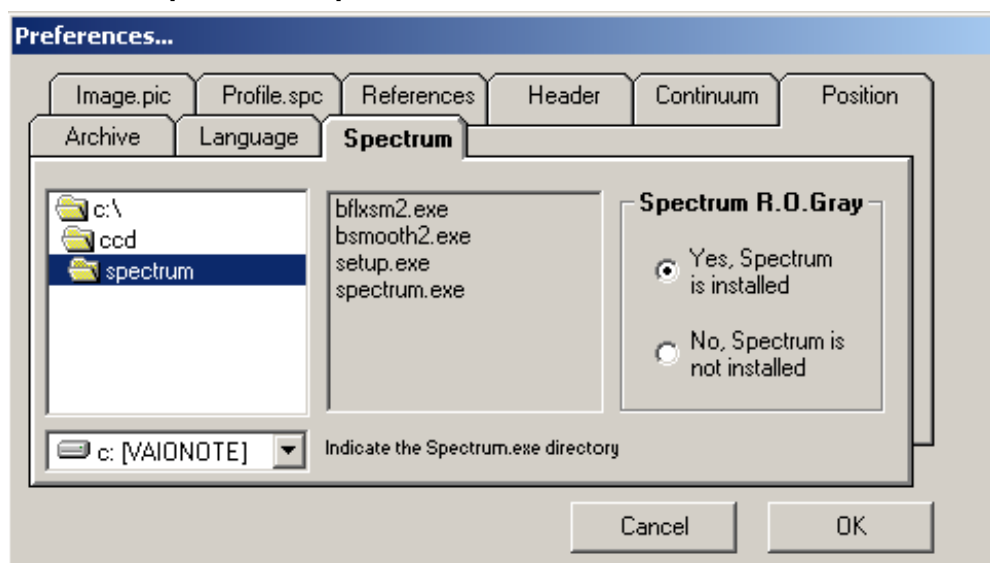 Preferences...
Image.pic Profile.spc References Header Continuum Position
Archive Language Spectrum
c:\
ccd
spectrum
bflxsm2.exe
bsmooth2.exe
setup.exe
spectrum.exe
Spectrum R.O.Gray
Yes, Spectrum
is installed
No, Spectrum is
not installed
c: [VAIONOTE]
Indicate the Spectrum.exe directory
Cancel OK